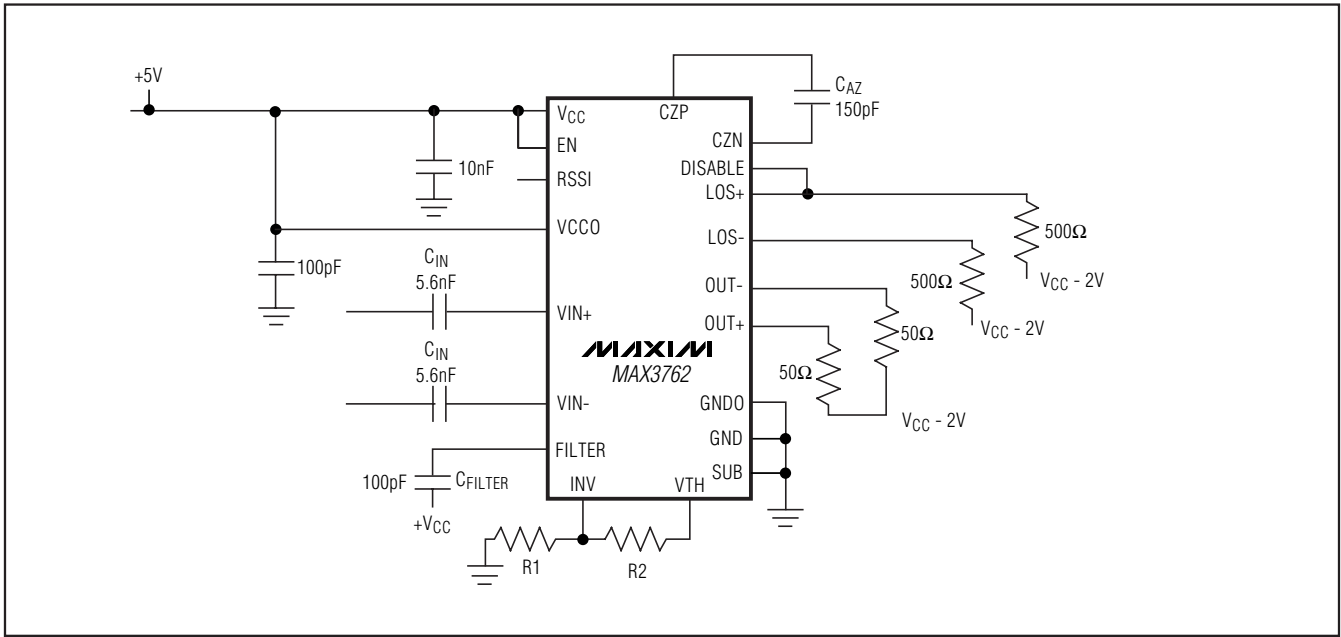 +5V
VCC
EN
RSSI
VCCO
VIN+
VIN-
FILTER
INV
VTH
CZP
CZN
DISABLE
LOS+
LOS-
OUT-
OUT+
GNDO
GND
SUB
MAXIM
MAX3762
CAZ
150pF
10nF
100pF
CIN
5.6nF
CIN
5.6nF
100pF
CFILTER
+VCC
R1
R2
500Ω
VCC - 2V
500Ω
VCC - 2V
50Ω
50Ω
VCC - 2V